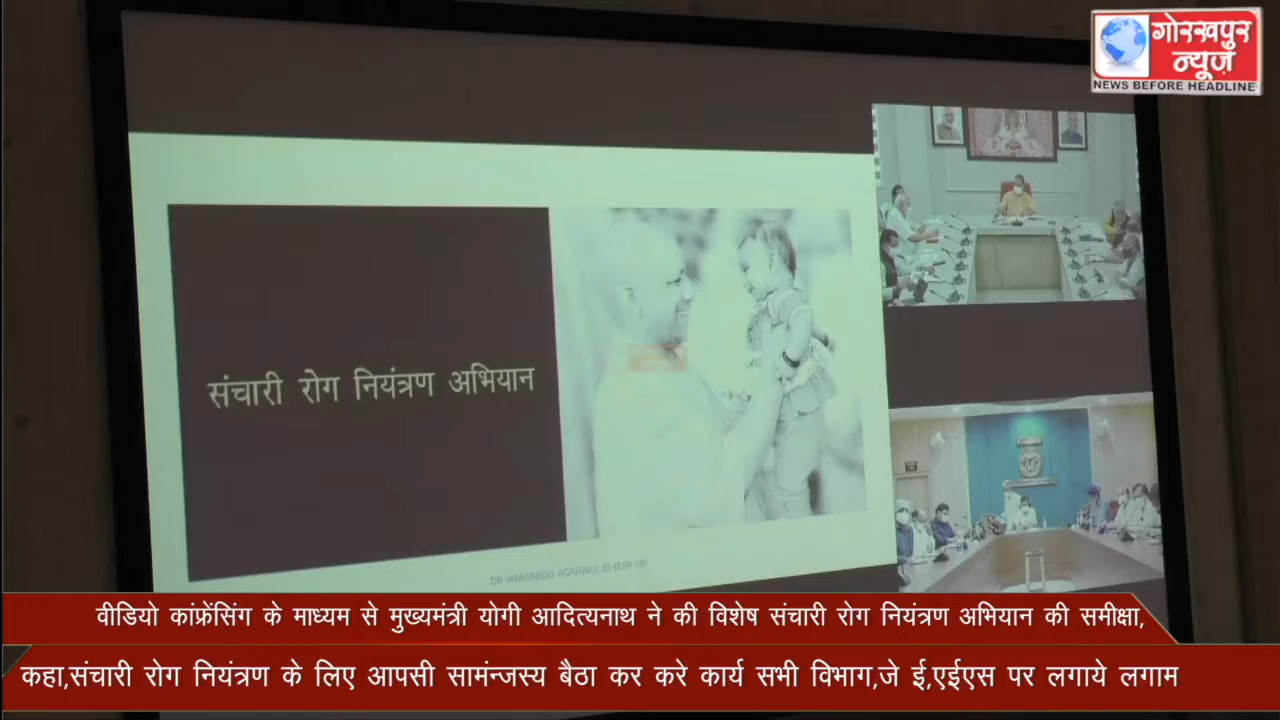 गोरखपुर
न्यूज़
NEWS BEFORE HEADLINE
संचारी रोग नियंत्रण अभियान
वीडियो कांफ्रेंसिंग के माध्यम से मुख्यमंत्री योगी आदित्यनाथ ने की विशेष संचारी रोग नियंत्रण अभियान की समीक्षा,
कहा,संचारी रोग नियंत्रण के लिए आपसी सामंन्जस्य बैठा कर करे कार्य सभी विभाग,जे ई,एईएस पर लगाये लगाम